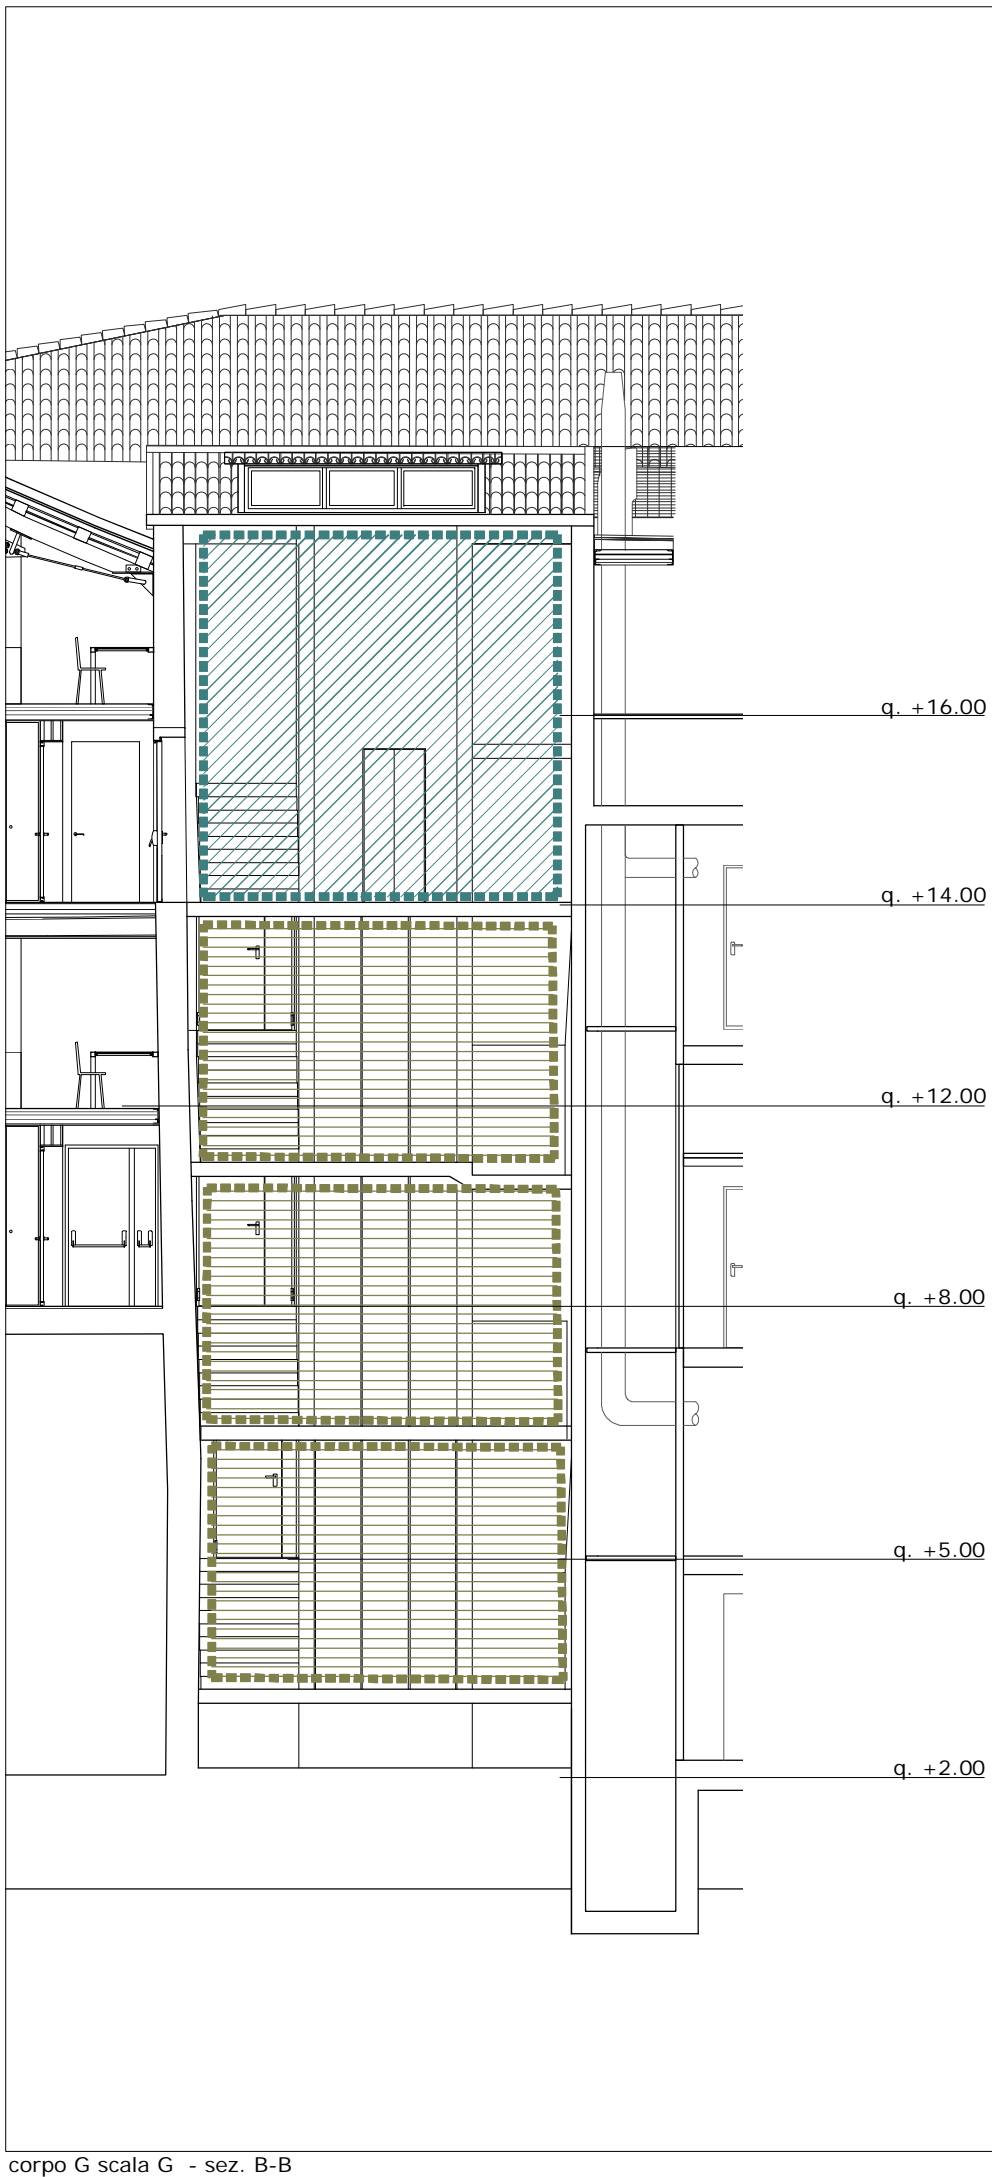 q. +16.00
q. +14.00
q. +12.00
q. +8.00
q. +5.00
q. +2.00
corpo G scala G - sez. B-B